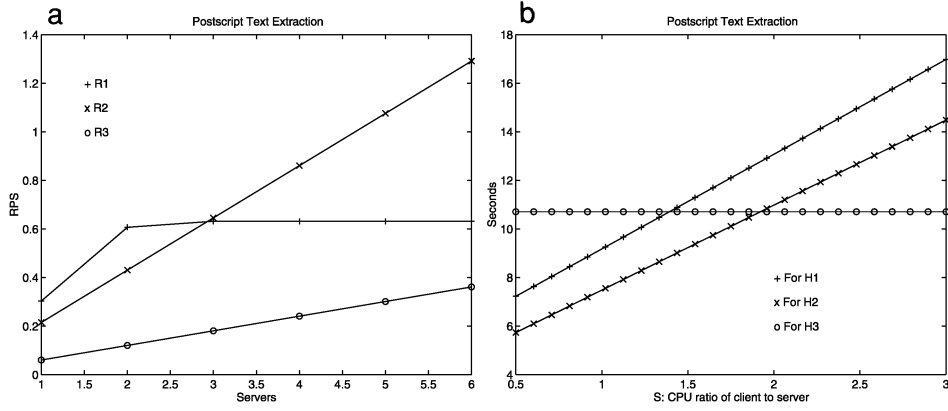 a
Postscript Text Extraction
1.4
1.2
1
0.8
0.6
0.4
0.2
0
RPS
+ R1
x R2
o R3
1 1.5 2 2.5 3 3.5 4 4.5 5 5.5 6
Servers
b
Postscript Text Extraction
18
16
14
12
10
8
6
4
Seconds
+ For H1
x For H2
o For H3
0.5 1 1.5 2 2.5 3
S: CPU ratio of client to server